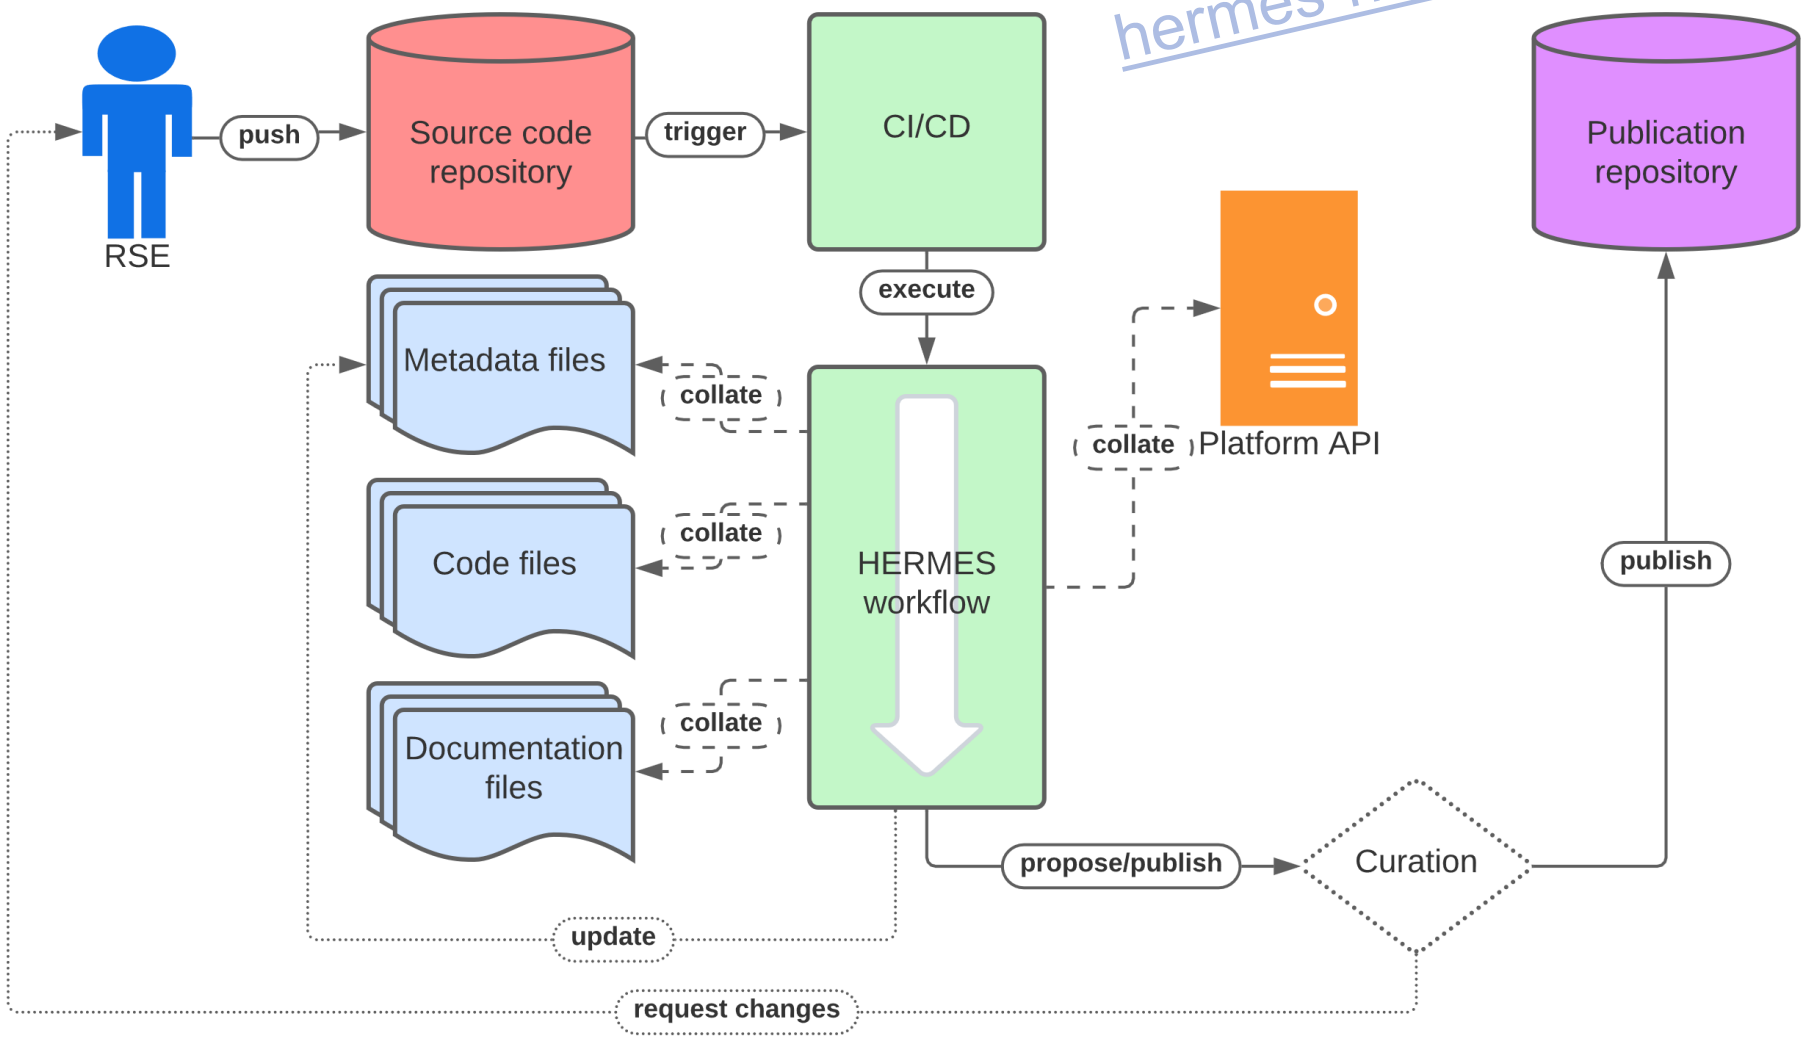 hermes
push
Source code
repository
trigger
CI/CD
Publication
repository
RSE
execute
Metadata files
collate
collate
Platform API
Code files
collate
HERMES
workflow
publish
Documentation
files
collate
propose/publish
Curation
update
request changes